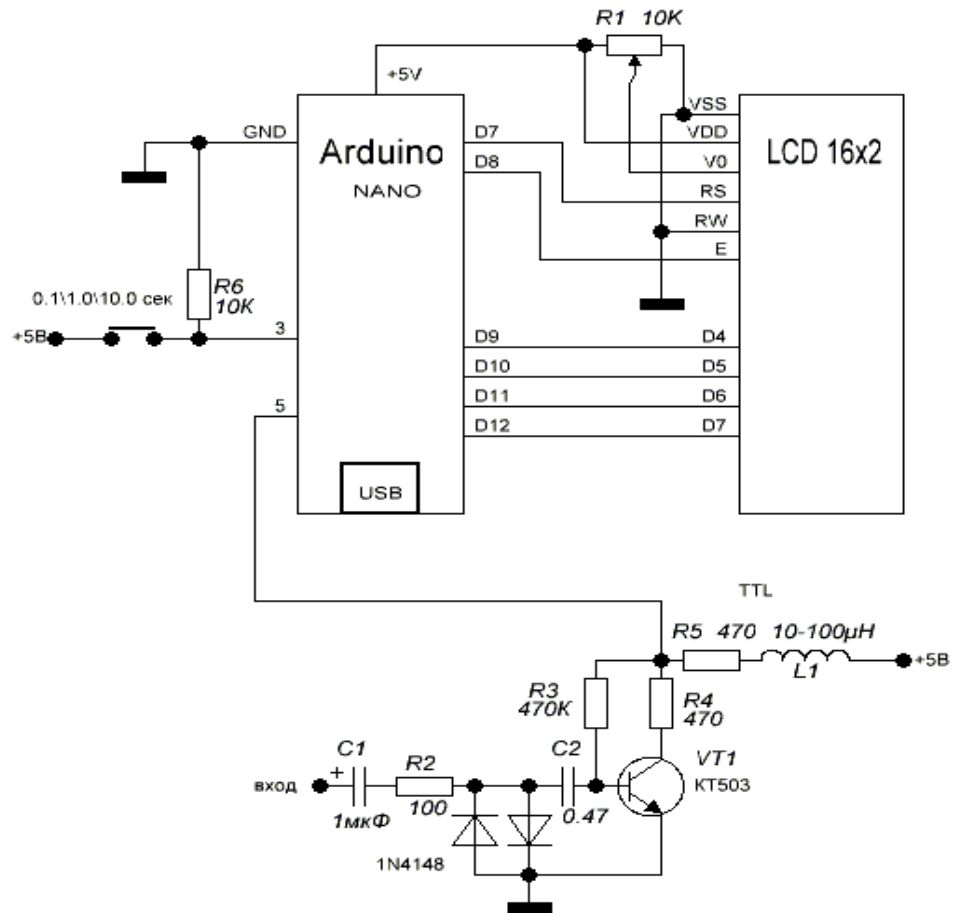 R1 10K
+5V
GND
Arduino
NANO
D7
D8
VSS
VDD
V0
RS
RW
E
LCD 16x2
R6
10K
0.1\1.0\10.0 сек
+5В
3
5
D9
D10
D11
D12
D4
D5
D6
D7
USB
TTL
R5 470 10-100µH
L1
+5В
R3
470К
R4
470
C1
+
1мкФ
R2
100
C2
0.47
VT1
КТ503
вход
1N4148